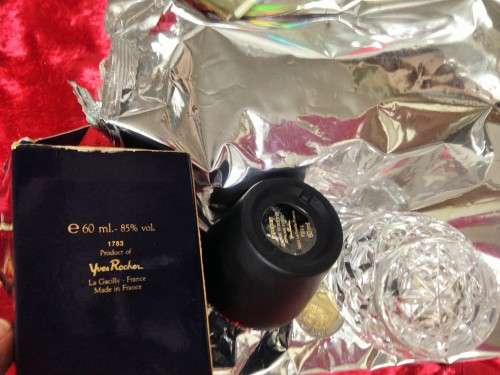 ℮ 60 ml.- 85% vol.
1783
Product of
Yves Rocher
La Gacilly - France
Made in France